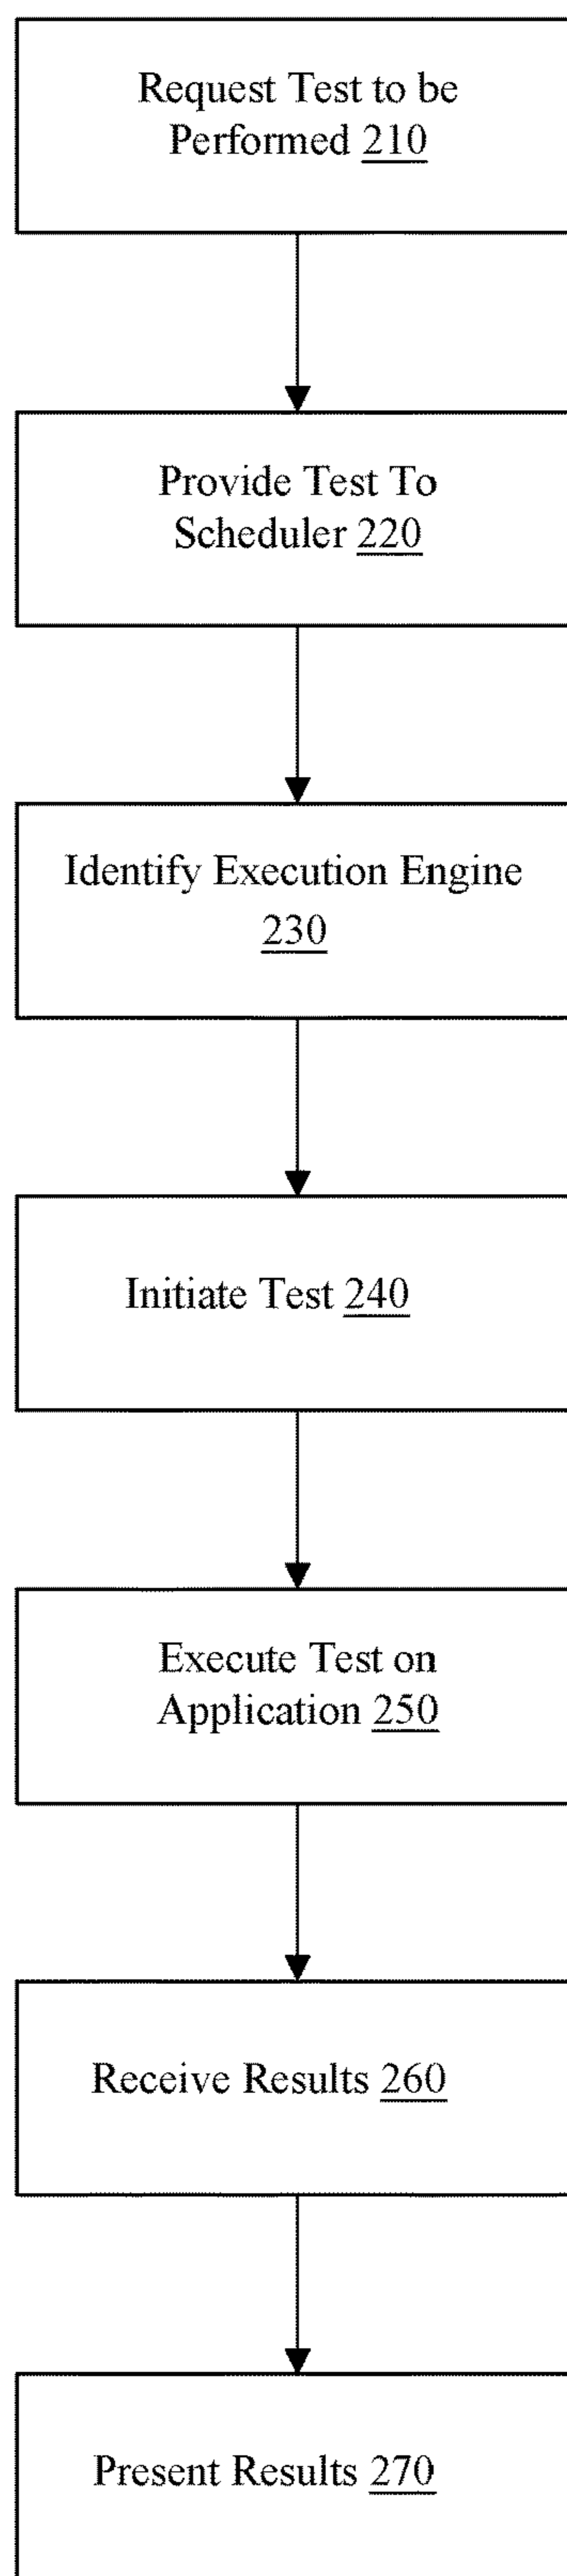 Request Test to be
Performed 210
Provide Test To
Scheduler 220
Identify Execution Engine
230
Initiate Test 240
Execute Test on
Application 250
Receive Results 260
Present Results 270